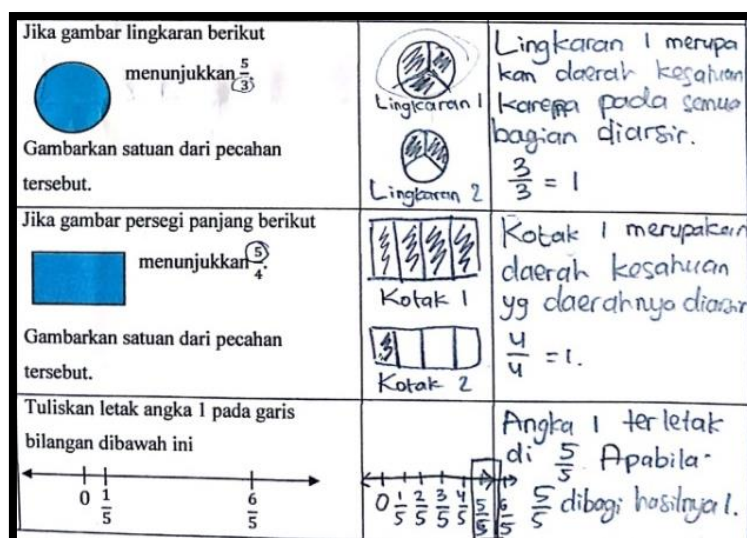 Jika gambar lingkaran berikut
menunjukkan 5/3.
Gambarkan satuan dari pecahan
tersebut.
Lingkaran 1
Lingkaran 2
Lingkaran 1 merupa
kan daerah kesatuan
karena pada semua
bagian diarsir.
3/3 = 1
Jika gambar persegi panjang berikut
menunjukkan 5/4.
Gambarkan satuan dari pecahan
tersebut.
Kotak 1
Kotak 2
Kotak 1 merupakan
daerah kesatuan
yg daerahnya diarsir
4/4 = 1.
Tuliskan letak angka 1 pada garis
bilangan dibawah ini
0 1/5 6/5
0 1/5 2/5 3/5 4/5 5/5 6/5
Angka 1 terletak
di 5/5. Apabila
5/5 dibagi hasilnya 1.